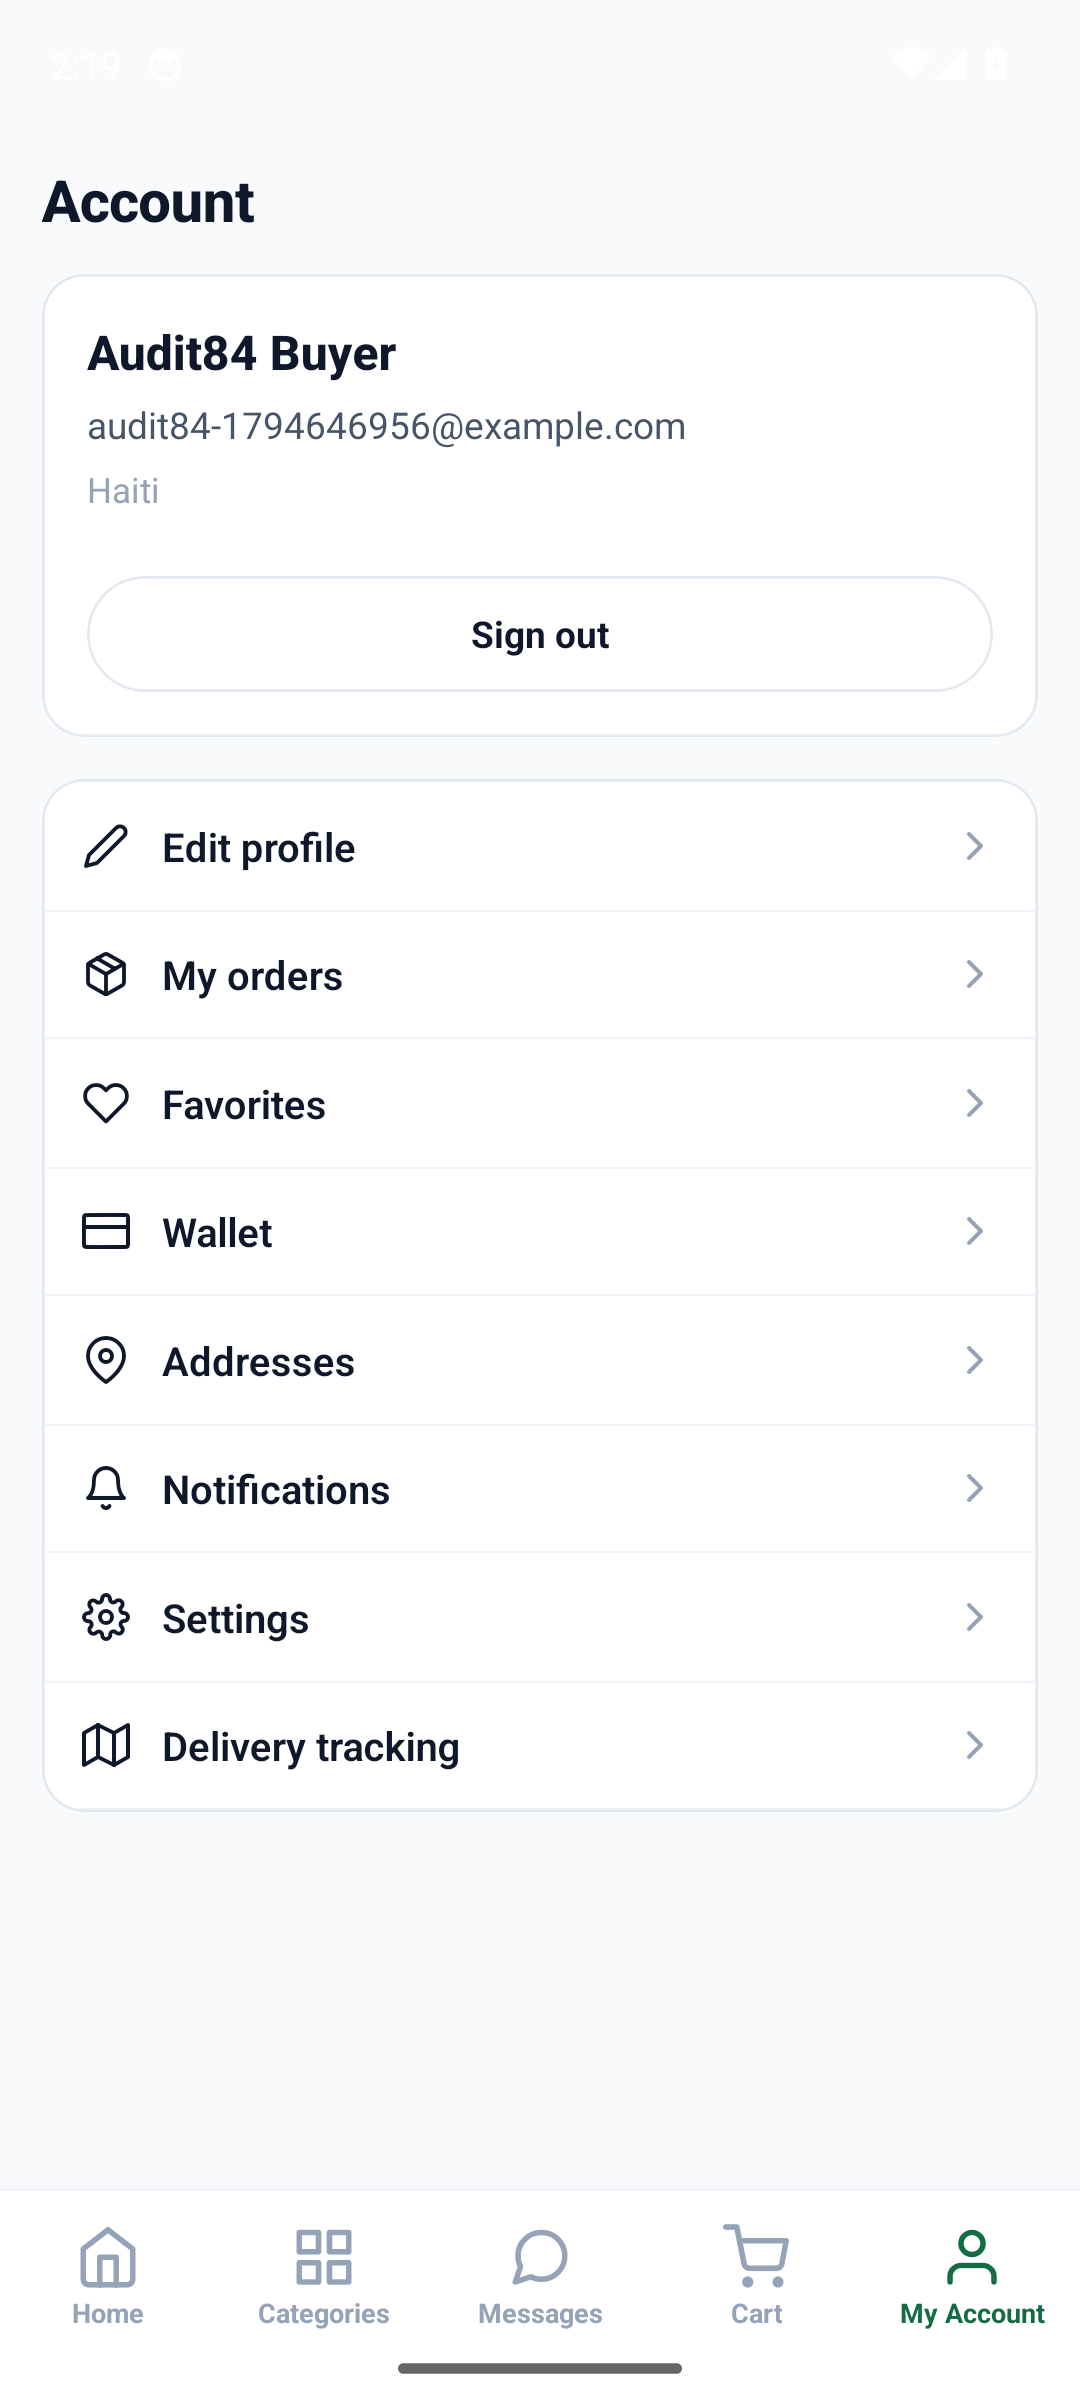 2:19
Account
Audit84 Buyer
audit84-1794646956@example.com
Haiti
Sign out
Edit profile
My orders
Favorites
Wallet
Addresses
Notifications
Settings
Delivery tracking
Home
Categories
Messages
Cart
My Account